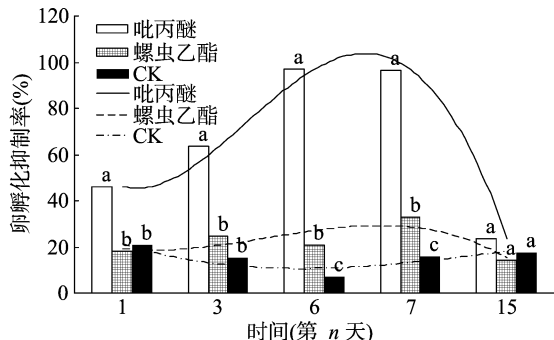 120
100
80
60
40
20
0
卵孵化抑制率(%)
吡丙醚
螺虫乙酯
CK
吡丙醚
螺虫乙酯
CK
a b b
a b b
a b c
a b c
a a a
1 3 6 7 15
时间(第 n 天)